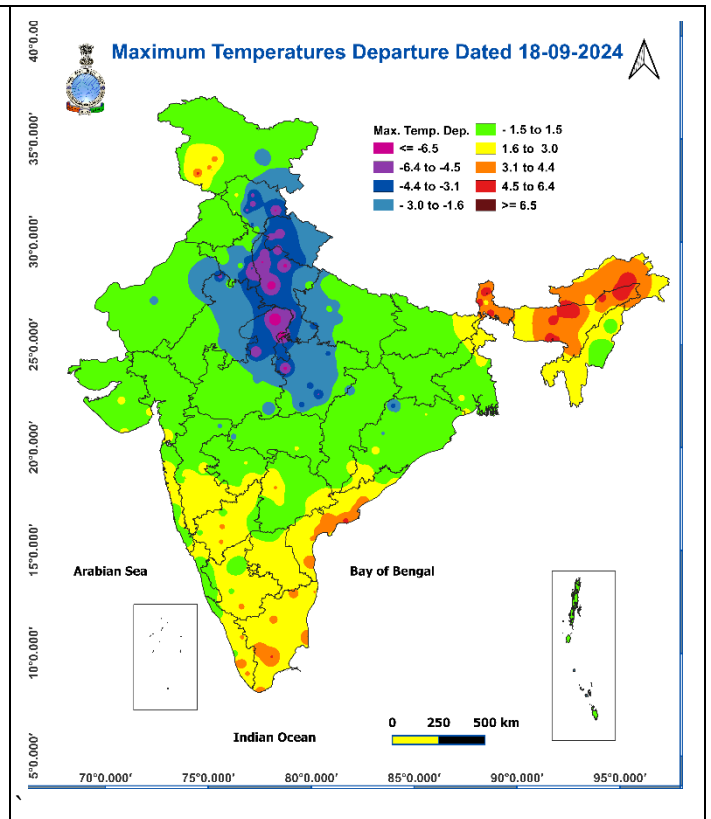 Maximum Temperatures Departure Dated 18-09-2024
Max. Temp. Dep.
<= -6.5
-6.4 to -4.5
-4.4 to -3.1
- 3.0 to -1.6
- 1.5 to 1.5
1.6 to 3.0
3.1 to 4.4
4.5 to 6.4
>= 6.5
40°0.00
35°0.000'
30°0.000'
25°0.000'
20°0.000'
15°0.000'
10°0.000'
5°0.000'
Arabian Sea
Bay of Bengal
Indian Ocean
0 250 500 km
70°0.000' 75°0.000' 80°0.000' 85°0.000' 90°0.000' 95°0.000'
`